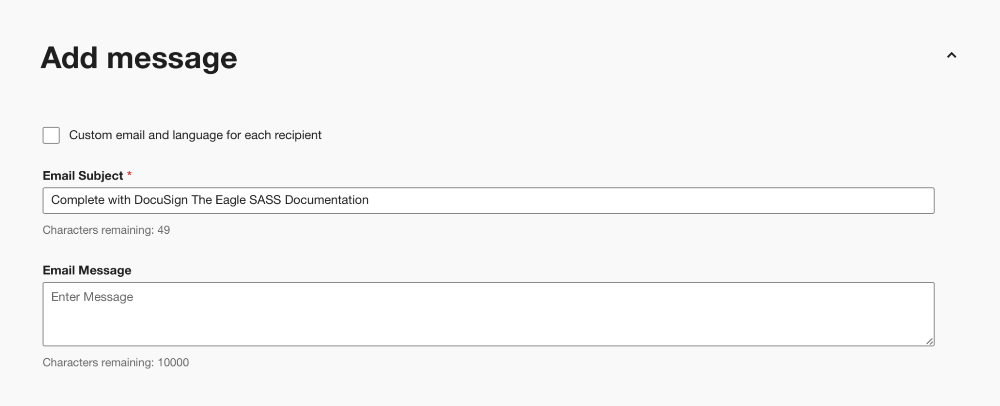 Add message
Custom email and language for each recipient
Email Subject *
Complete with DocuSign The Eagle SASS Documentation
Characters remaining: 49
Email Message
Enter Message
Characters remaining: 10000